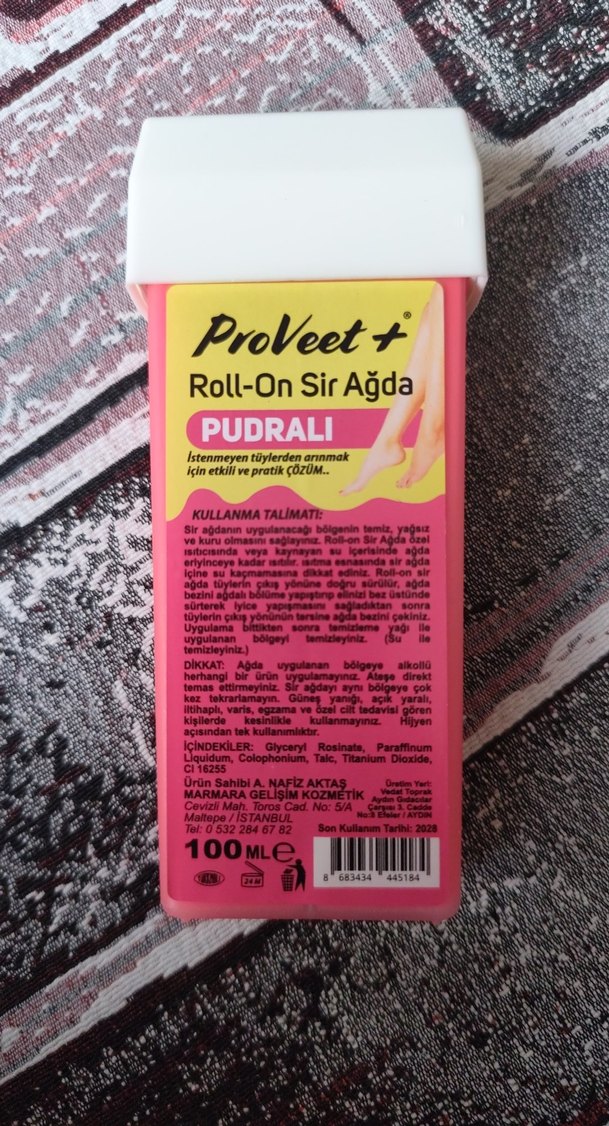 ProVeet +®
Roll-On Sir Ağda
PUDRALI
İstenmeyen tüylerden arınmak
için etkili ve pratik ÇÖZÜM..
KULLANMA TALİMATI:
Sir ağdanın uygulanacağı bölgenin temiz, yağsız
ve kuru olmasını sağlayınız. Roll-on Sir Ağda özel
ısıtıcısında veya kaynayan su içerisinde ağda
eriyinceye kadar ısıtılır. ısıtma esnasında sir ağda
içine su kaçmamasına dikkat ediniz. Roll-on sir
ağda tüylerin çıkış yönüne doğru sürülür, ağda
bezini ağdalı bölüme yapıştırıp elinizi bez üstünde
sürterek iyice yapışmasını sağladıktan sonra
tüylerin çıkış yönünün tersine ağda bezini çekiniz.
Uygulama bittikten sonra temizleme yağı ile
uygulanan bölgeyi temizleyiniz. (Su ile
temizleyiniz.)
DİKKAT: Ağda uygulanan bölgeye alkollü
herhangi bir ürün uygulamayınız. Ateşe direkt
temas ettirmeyiniz. Sir ağdayı aynı bölgeye çok
kez tekrarlamayın. Güneş yanığı, açık yaralı,
iltihaplı, varis, egzama ve özel cilt tedavisi gören
kişilerde kesinlikle kullanmayınız. Hijyen
açısından tek kullanımlıktır.
İÇİNDEKİLER: Glyceryl Rosinate, Paraffinum
Liquidum, Colophonium, Talc, Titanium Dioxide,
CI 16255
Ürün Sahibi A. NAFİZ AKTAŞ
MARMARA GELİŞİM KOZMETİK
Cevizli Mah. Toros Cad. No: 5/A
Maltepe / İSTANBUL
Tel: 0 532 284 67 82
Üretim Yeri:
Vedat Toprak
Aydın Gıdacılar
Çarşısı 3. Cadde
No:8 Efeler / AYDIN
Son Kullanım Tarihi: 2028
100 ML e
24 M
8 683434 445184